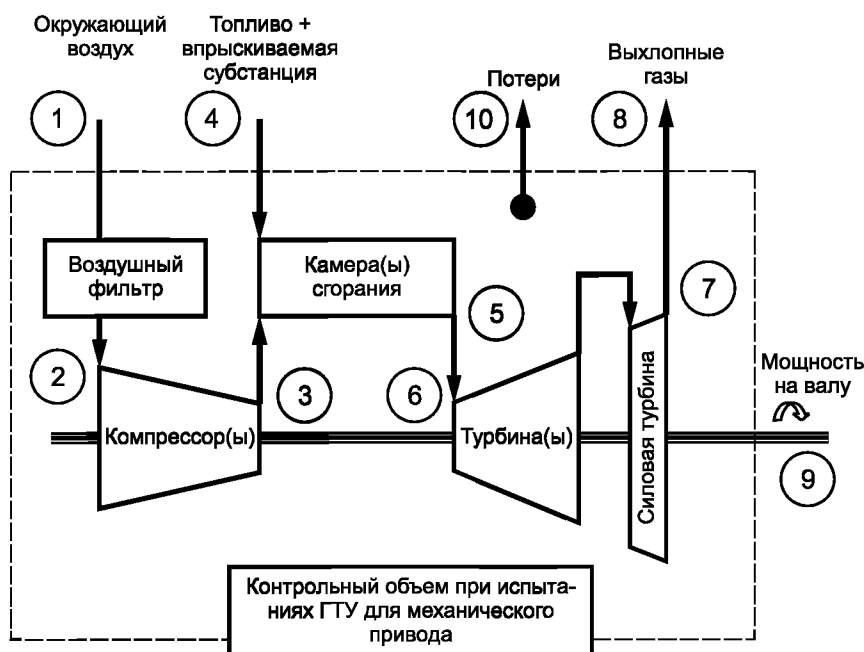 Окружающий
воздух
Топливо +
впрыскиваемая
субстанция
Потери
Выхлопные
газы
1
4
10
8
Воздушный
фильтр
Камера(ы)
сгорания
2
3
5
6
7
Мощность
на валу
Компрессор(ы)
Турбина(ы)
Силовая турбина
9
Контрольный объем при испыта-
ниях ГТУ для механического
привода